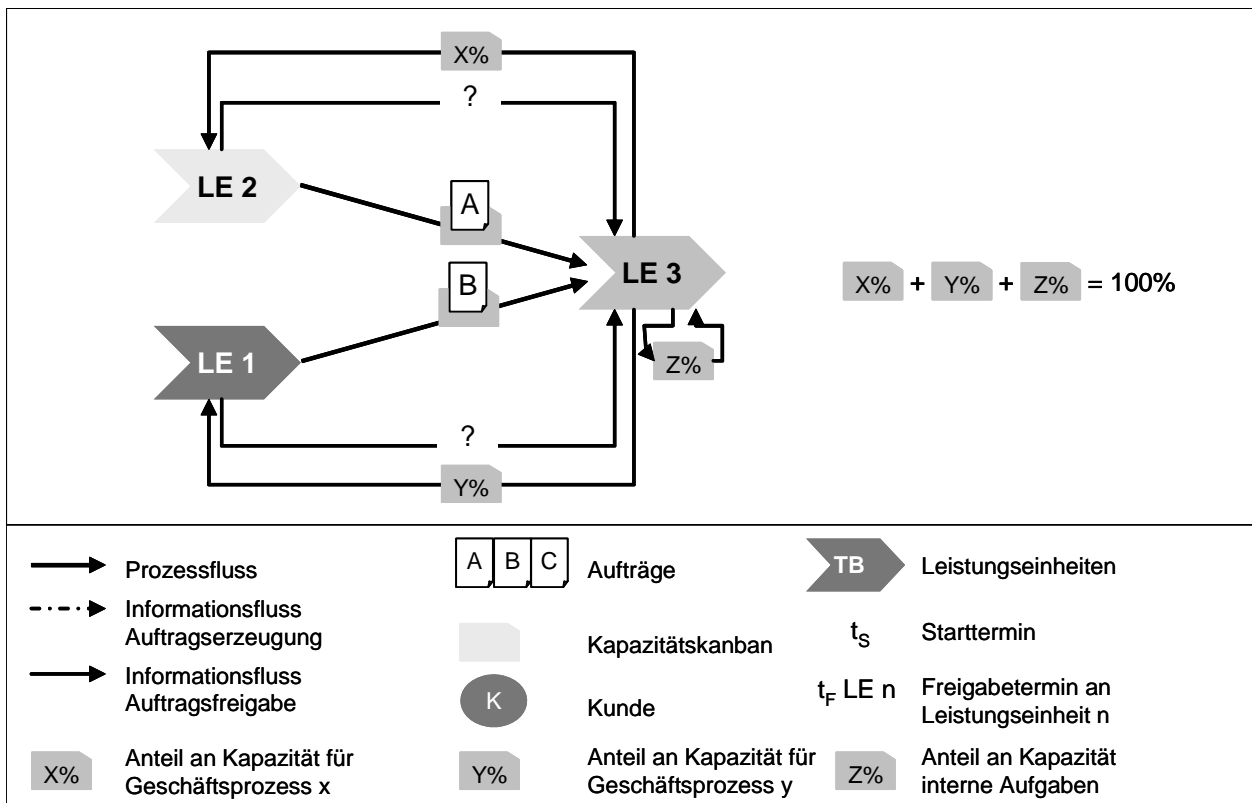 X%
?
LE 2
A
LE 3
X% + Y% + Z% = 100%
B
LE 1
Z%
?
Y%
Prozessfluss
Informationsfluss
Auftragserzeugung
Informationsfluss
Auftragsfreigabe
X%
Anteil an Kapazität für
Geschäftsprozess x
A B C
Aufträge
Kapazitätskanban
K
Kunde
Y%
Anteil an Kapazität für
Geschäftsprozess y
TB
Leistungseinheiten
tS
Starttermin
tF LE n
Freigabetermin an
Leistungseinheit n
Z%
Anteil an Kapazität
interne Aufgaben